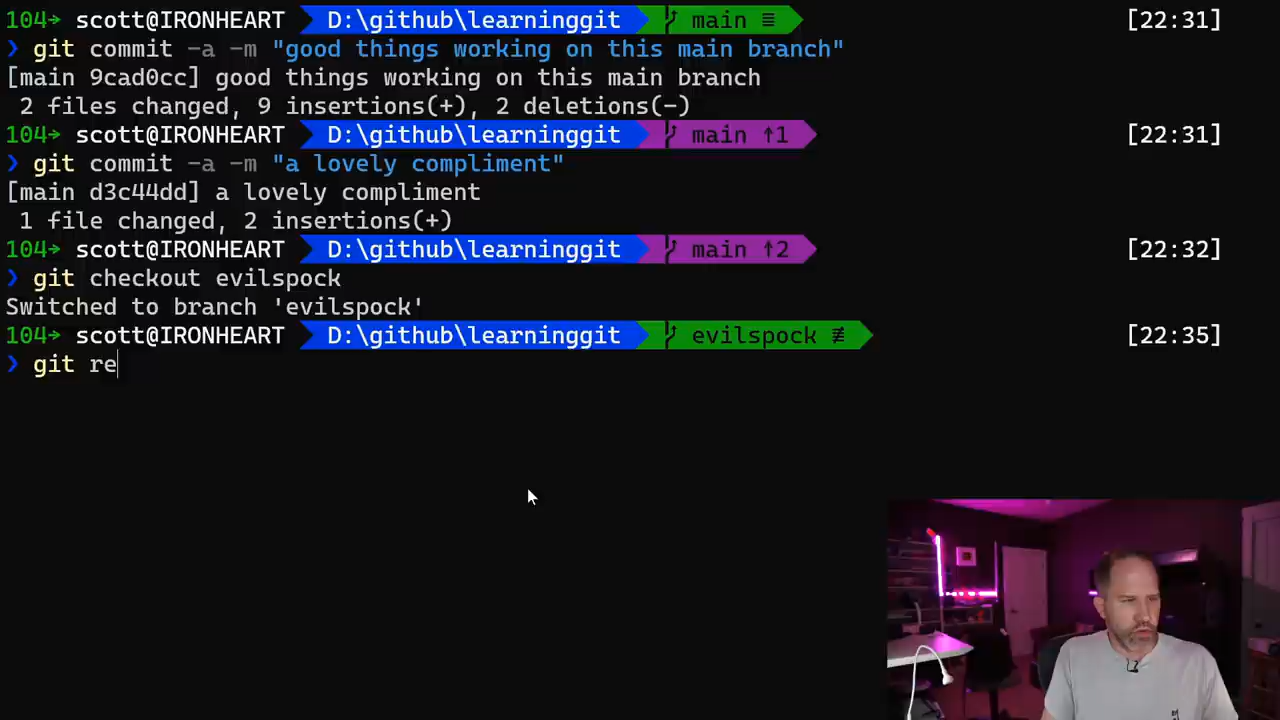 104→ scott@IRONHEART D:\github\learninggit main ≡ [22:31]
❯ git commit -a -m "good things working on this main branch"
[main 9cad0cc] good things working on this main branch
2 files changed, 9 insertions(+), 2 deletions(-)
104→ scott@IRONHEART D:\github\learninggit main ↑1 [22:31]
❯ git commit -a -m "a lovely compliment"
[main d3c44dd] a lovely compliment
1 file changed, 2 insertions(+)
104→ scott@IRONHEART D:\github\learninggit main ↑2 [22:32]
❯ git checkout evilspock
Switched to branch 'evilspock'
104→ scott@IRONHEART D:\github\learninggit evilspock ≢ [22:35]
❯ git re